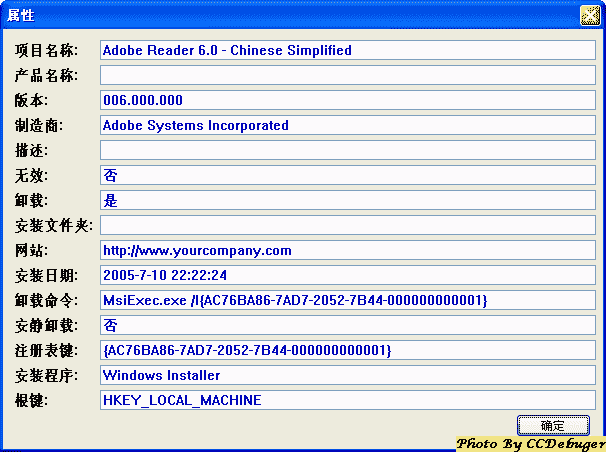 属性
项目名称: Adobe Reader 6.0 - Chinese Simplified
产品名称:
版本: 006.000.000
制造商: Adobe Systems Incorporated
描述:
无效: 否
卸载: 是
安装文件夹:
网站: http://www.yourcompany.com
安装日期: 2005-7-10 22:22:24
卸载命令: MsiExec.exe /I{AC76BA86-7AD7-2052-7B44-000000000001}
安静卸载: 否
注册表键: {AC76BA86-7AD7-2052-7B44-000000000001}
安装程序: Windows Installer
根键: HKEY_LOCAL_MACHINE
确定
Photo By CCDebuger